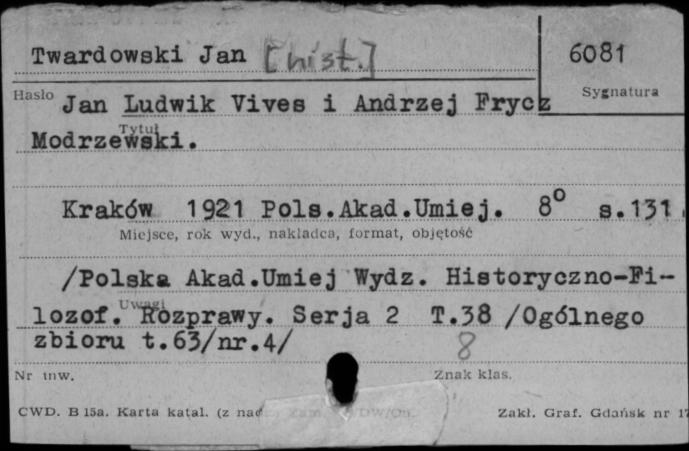 Twardowski Jan [hist.] 6081
Hasło Sygnatura
Jan Ludwik Vives i Andrzej Frycz
Tytuł
Modrzewski.
Kraków 1921 Pols.Akad.Umiej. 8° s.131
Miejsce, rok wyd., nakładca, format, objętość
/Polska Akad.Umiej Wydz. Historyczno-Fi-
Uwagi
lozof. Rozprawy. Serja 2 T.38 /Ogólnego
zbioru t.63/nr.4/ 8
Nr inw. Znak klas.
CWD. B 15a. Karta katal. (z Zakł. Graf. Gdańsk nr